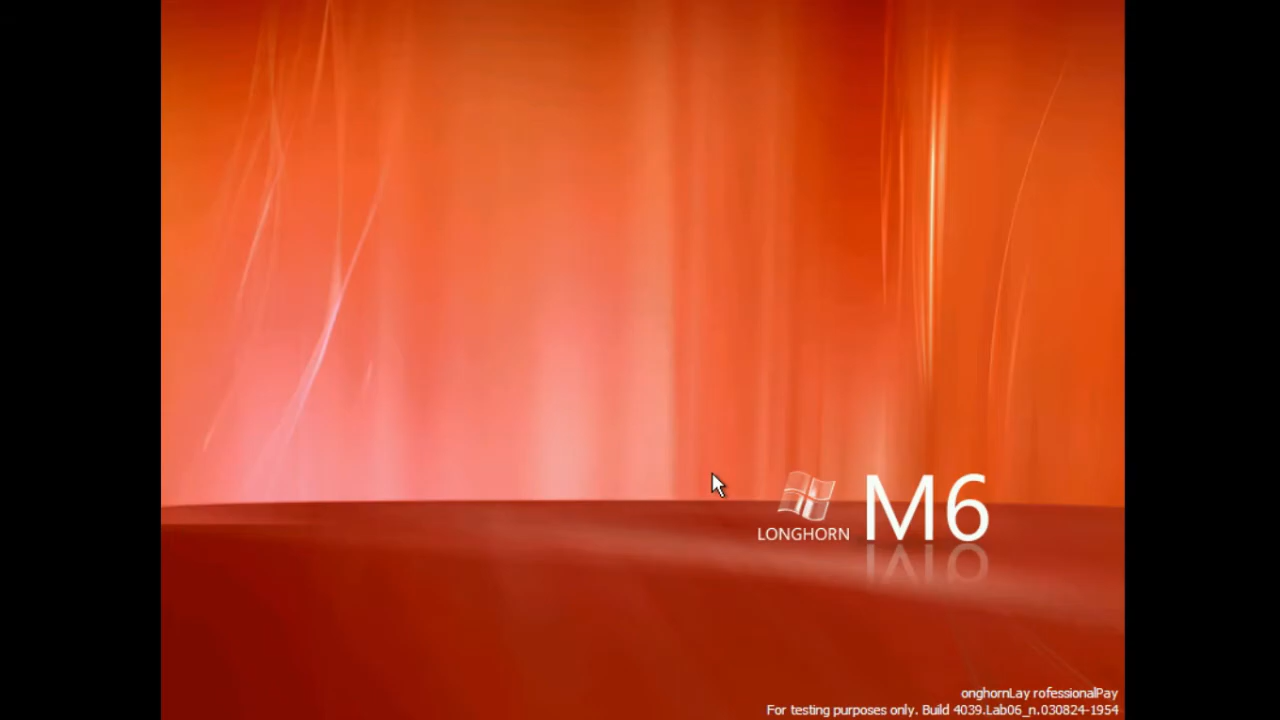 LONGHORN M6
onghornLay rofessionalPay
For testing purposes only. Build 4039.Lab06_n.030824-1954